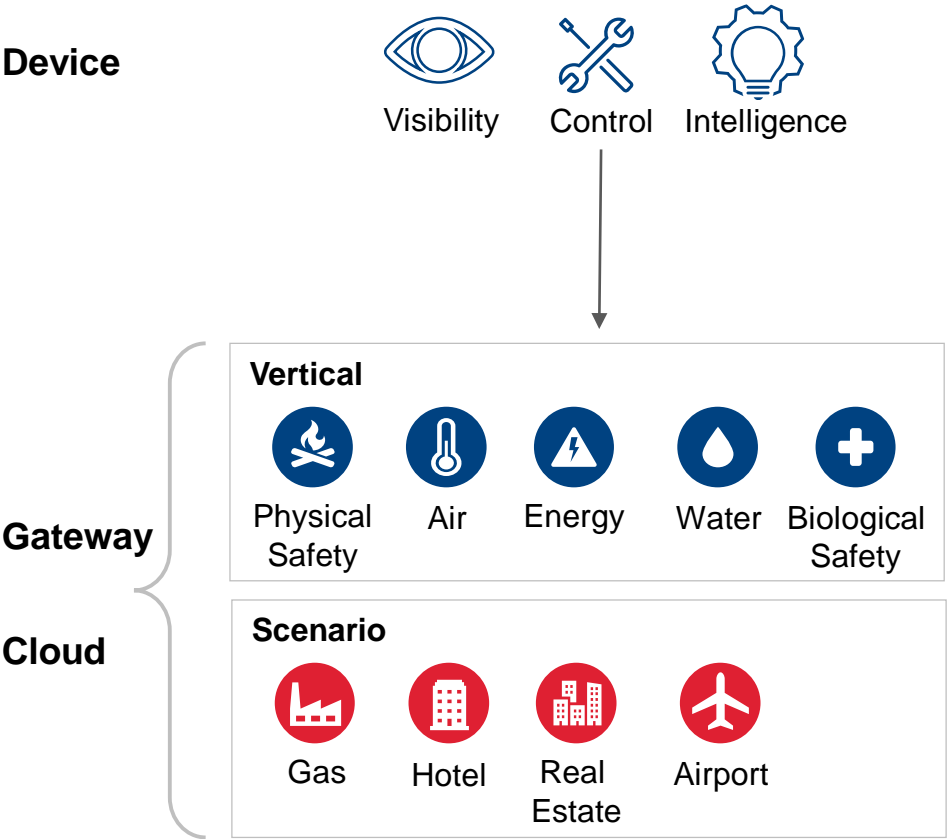 Device
Visibility
Control
Intelligence
Vertical
Physical
Safety
Air
Energy
Water
Biological
Safety
Gateway
Cloud
Scenario
Gas
Hotel
Real
Estate
Airport